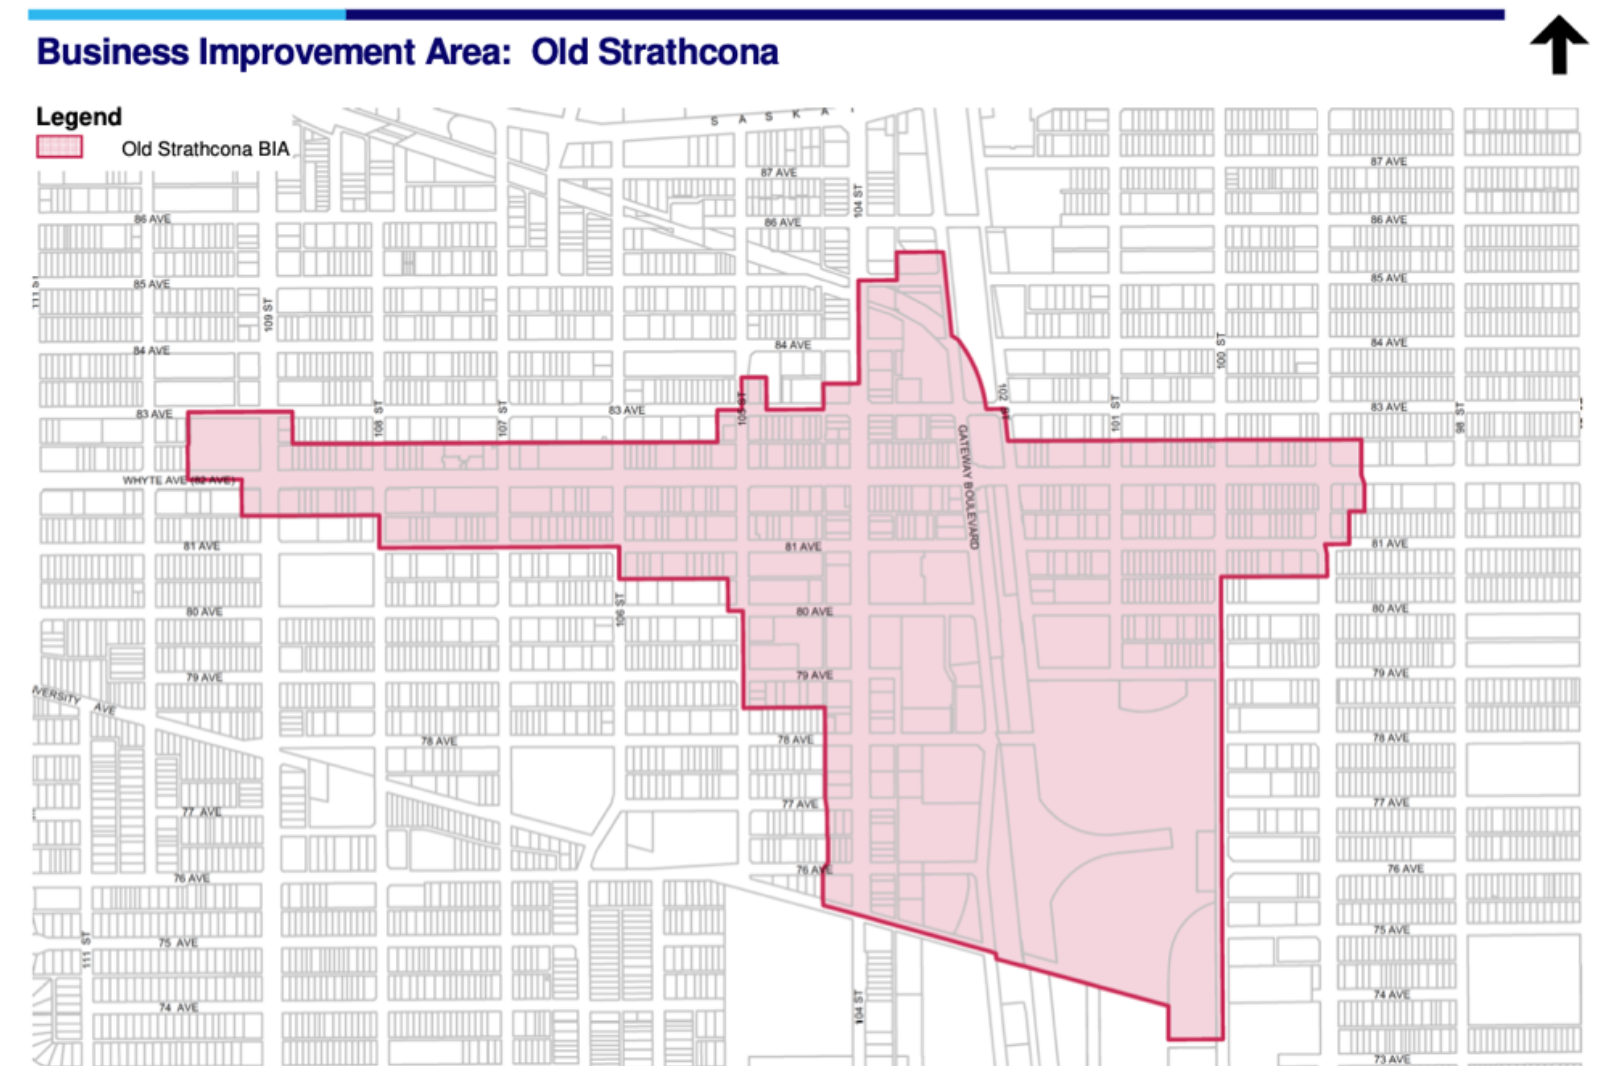 Business Improvement Area: Old Strathcona
Legend
Old Strathcona BIA
S A S K A
87 AVE
87 AVE
104 ST
86 AVE
86 AVE
86 AVE
85 AVE
85 AVE
111 ST
109 ST
84 AVE
84 AVE
84 AVE
100 ST
102 ST
83 AVE
108 ST
107 ST
83 AVE
105 ST
101 ST
83 AVE
98 ST
GATEWAY BOULEVARD
WHYTE AVE (82 AVE)
81 AVE
81 AVE
81 AVE
80 AVE
106 ST
80 AVE
80 AVE
79 AVE
79 AVE
79 AVE
VERSITY AVE
78 AVE
78 AVE
78 AVE
77 AVE
77 AVE
77 AVE
76 AVE
76 AVE
76 AVE
75 AVE
111 ST
75 AVE
74 AVE
104 ST
74 AVE
73 AVE